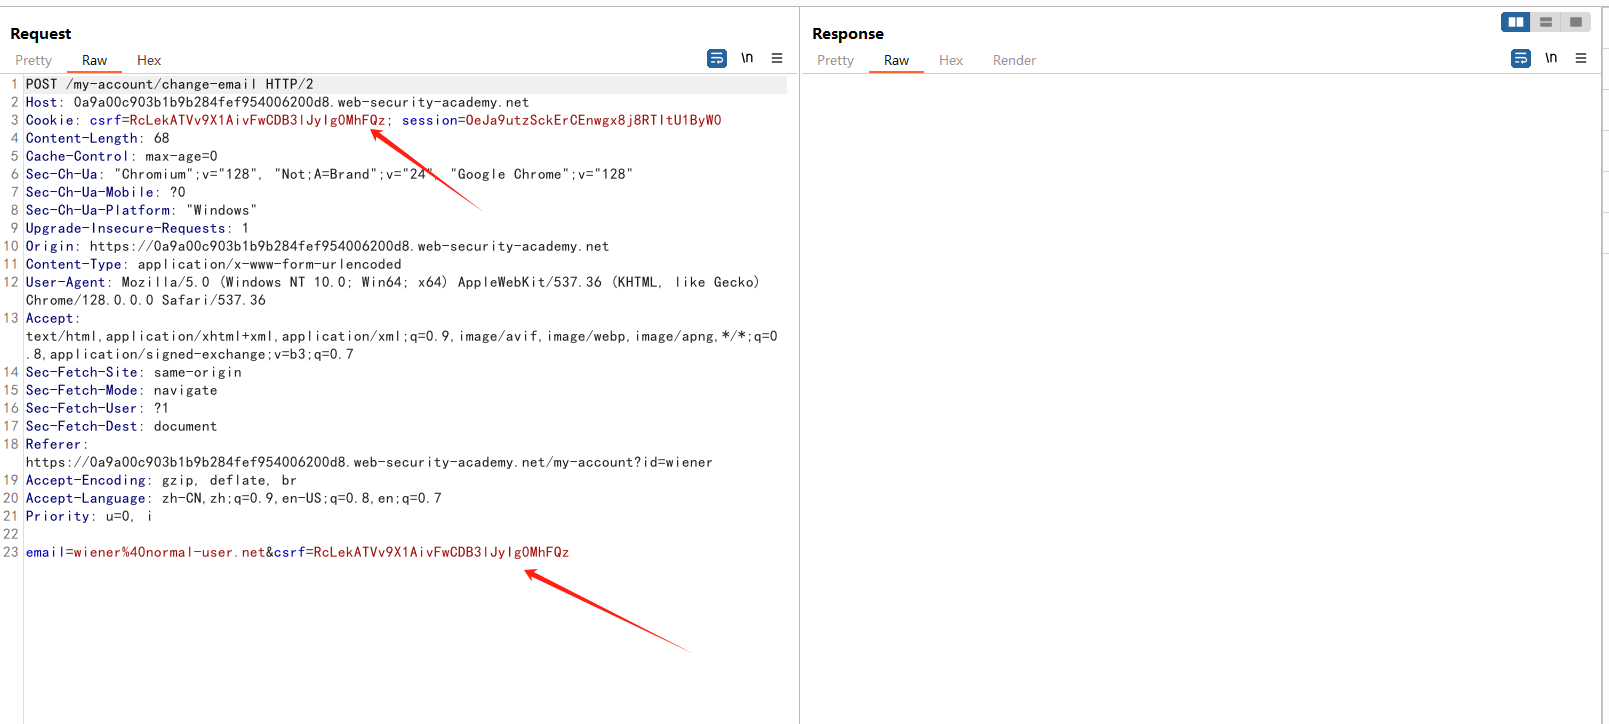 Request
Pretty Raw Hex
\n
1 POST /my-account/change-email HTTP/2
2 Host: 0a9a00c903b1b9b284fef954006200d8.web-security-academy.net
3 Cookie: csrf=RcLekATVv9X1AivFwCDB3lJyIg0MhFQz; session=OeJa9utzSckErCEnwgx8j8RTItU1ByW0
4 Content-Length: 68
5 Cache-Control: max-age=0
6 Sec-Ch-Ua: "Chromium";v="128", "Not;A=Brand";v="24", "Google Chrome";v="128"
7 Sec-Ch-Ua-Mobile: ?0
8 Sec-Ch-Ua-Platform: "Windows"
9 Upgrade-Insecure-Requests: 1
10 Origin: https://0a9a00c903b1b9b284fef954006200d8.web-security-academy.net
11 Content-Type: application/x-www-form-urlencoded
12 User-Agent: Mozilla/5.0 (Windows NT 10.0; Win64; x64) AppleWebKit/537.36 (KHTML, like Gecko)
Chrome/128.0.0.0 Safari/537.36
13 Accept:
text/html,application/xhtml+xml,application/xml;q=0.9,image/avif,image/webp,image/apng,*/*;q=0
.8,application/signed-exchange;v=b3;q=0.7
14 Sec-Fetch-Site: same-origin
15 Sec-Fetch-Mode: navigate
16 Sec-Fetch-User: ?1
17 Sec-Fetch-Dest: document
18 Referer:
https://0a9a00c903b1b9b284fef954006200d8.web-security-academy.net/my-account?id=wiener
19 Accept-Encoding: gzip, deflate, br
20 Accept-Language: zh-CN,zh;q=0.9,en-US;q=0.8,en;q=0.7
21 Priority: u=0, i
22
23 email=wiener%40normal-user.net&csrf=RcLekATVv9X1AivFwCDB3lJyIg0MhFQz
Response
Pretty Raw Hex Render
\n